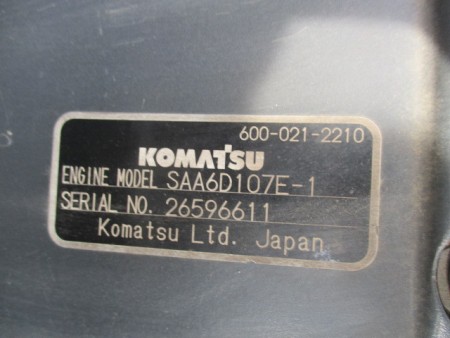 600-021-2210
KOMATSU
ENGINE MODEL SAA6D107E-1
SERIAL NO. 26596611
Komatsu Ltd. Japan